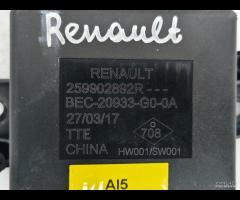 Renault
RENAULT
259902892R---
BEC-20933-G0-0A
27/03/17
TTE
708
CHINA
HW001/SW001
AI5